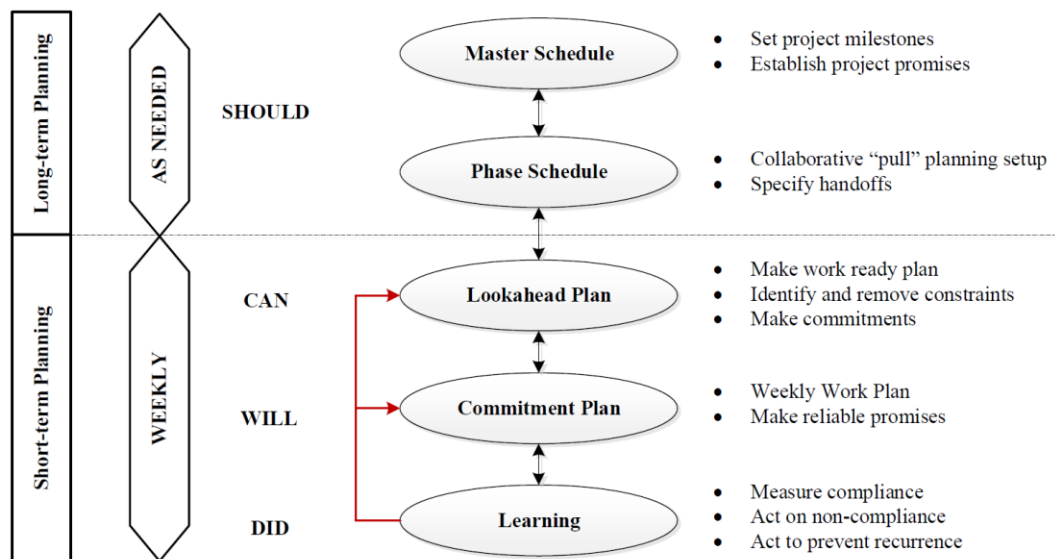 Long-term Planning
AS NEEDED
SHOULD
Master Schedule
• Set project milestones
• Establish project promises
Phase Schedule
• Collaborative “pull” planning setup
• Specify handoffs
Short-term Planning
WEEKLY
CAN
Lookahead Plan
• Make work ready plan
• Identify and remove constraints
• Make commitments
WILL
Commitment Plan
• Weekly Work Plan
• Make reliable promises
DID
Learning
• Measure compliance
• Act on non-compliance
• Act to prevent recurrence